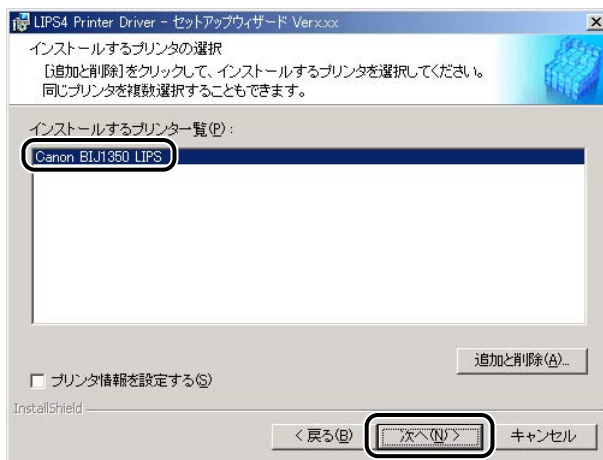 LIPS4 Printer Driver - セットアップウィザード Verx.xx
インストールするプリンタの選択
[追加と削除]をクリックして、インストールするプリンタを選択してください。
同じプリンタを複数選択することもできます。
インストールするプリンター覧(P):
Canon BIJ1350 LIPS
追加と削除(A)...
プリンタ情報を設定する(S)
InstallShield
< 戻る(B)
次へ(N) >
キャンセル